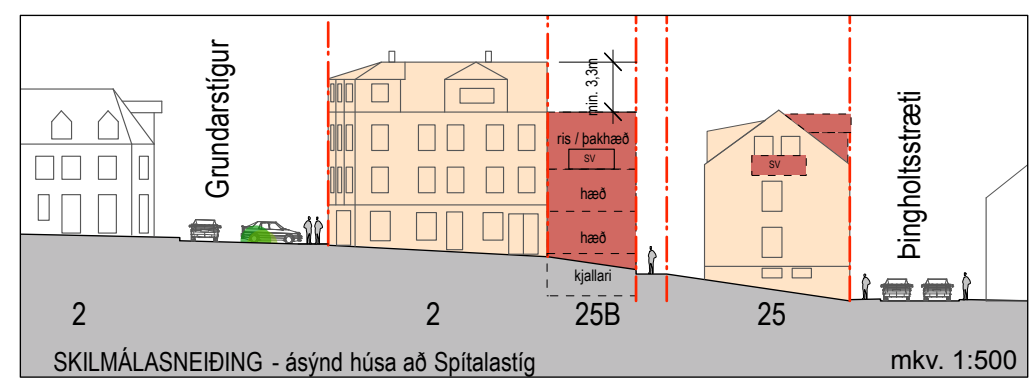 Grundarstígur
min. 3,3m
ris / þakhæð
sv
hæð
hæð
kjallari
sv
Þingholtsstræti
2
2
25B
25
SKILMÁLASNEIÐING - ásýnd húsa að Spítalastíg
mkv. 1:500